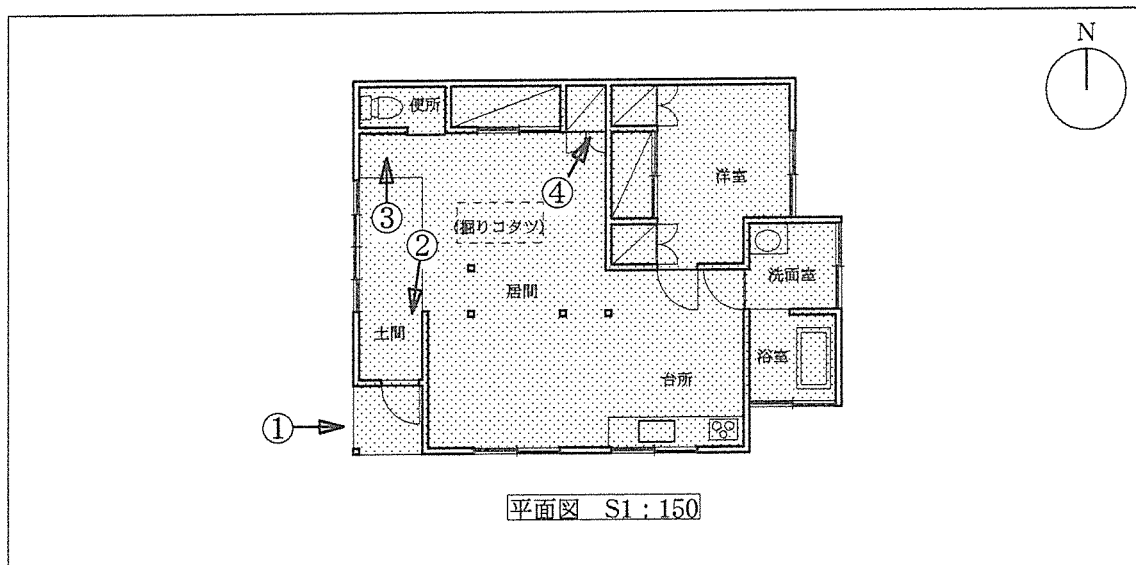 N
便所
④
洋室
③
(掘りコタツ)
②
居間
洗面室
土間
浴室
台所
①
平面図 S1:150